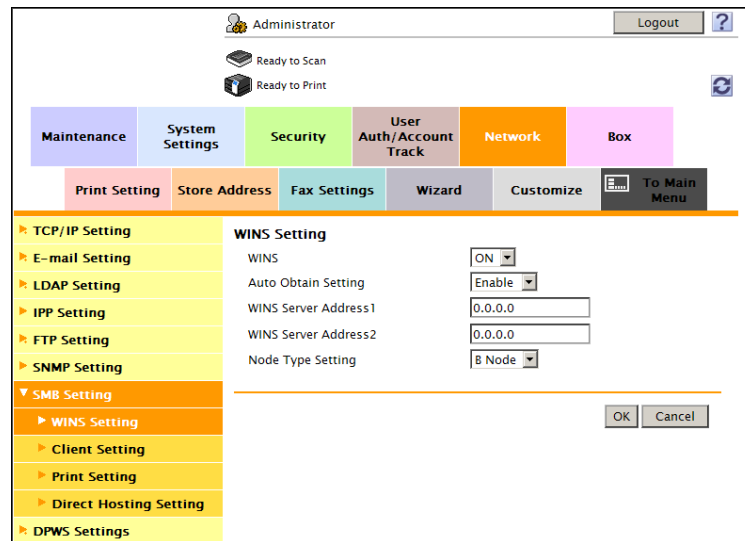 Administrator
Logout
?
Ready to Scan
Ready to Print
Maintenance
System
Settings
Security
User
Auth/Account
Track
Network
Box
Print Setting
Store Address
Fax Settings
Wizard
Customize
To Main
Menu
TCP/IP Setting
E-mail Setting
LDAP Setting
IPP Setting
FTP Setting
SNMP Setting
SMB Setting
WINS Setting
Client Setting
Print Setting
Direct Hosting Setting
DPWS Settings
WINS Setting
WINS ON
Auto Obtain Setting Enable
WINS Server Address1 0.0.0.0
WINS Server Address2 0.0.0.0
Node Type Setting B Node
OK Cancel